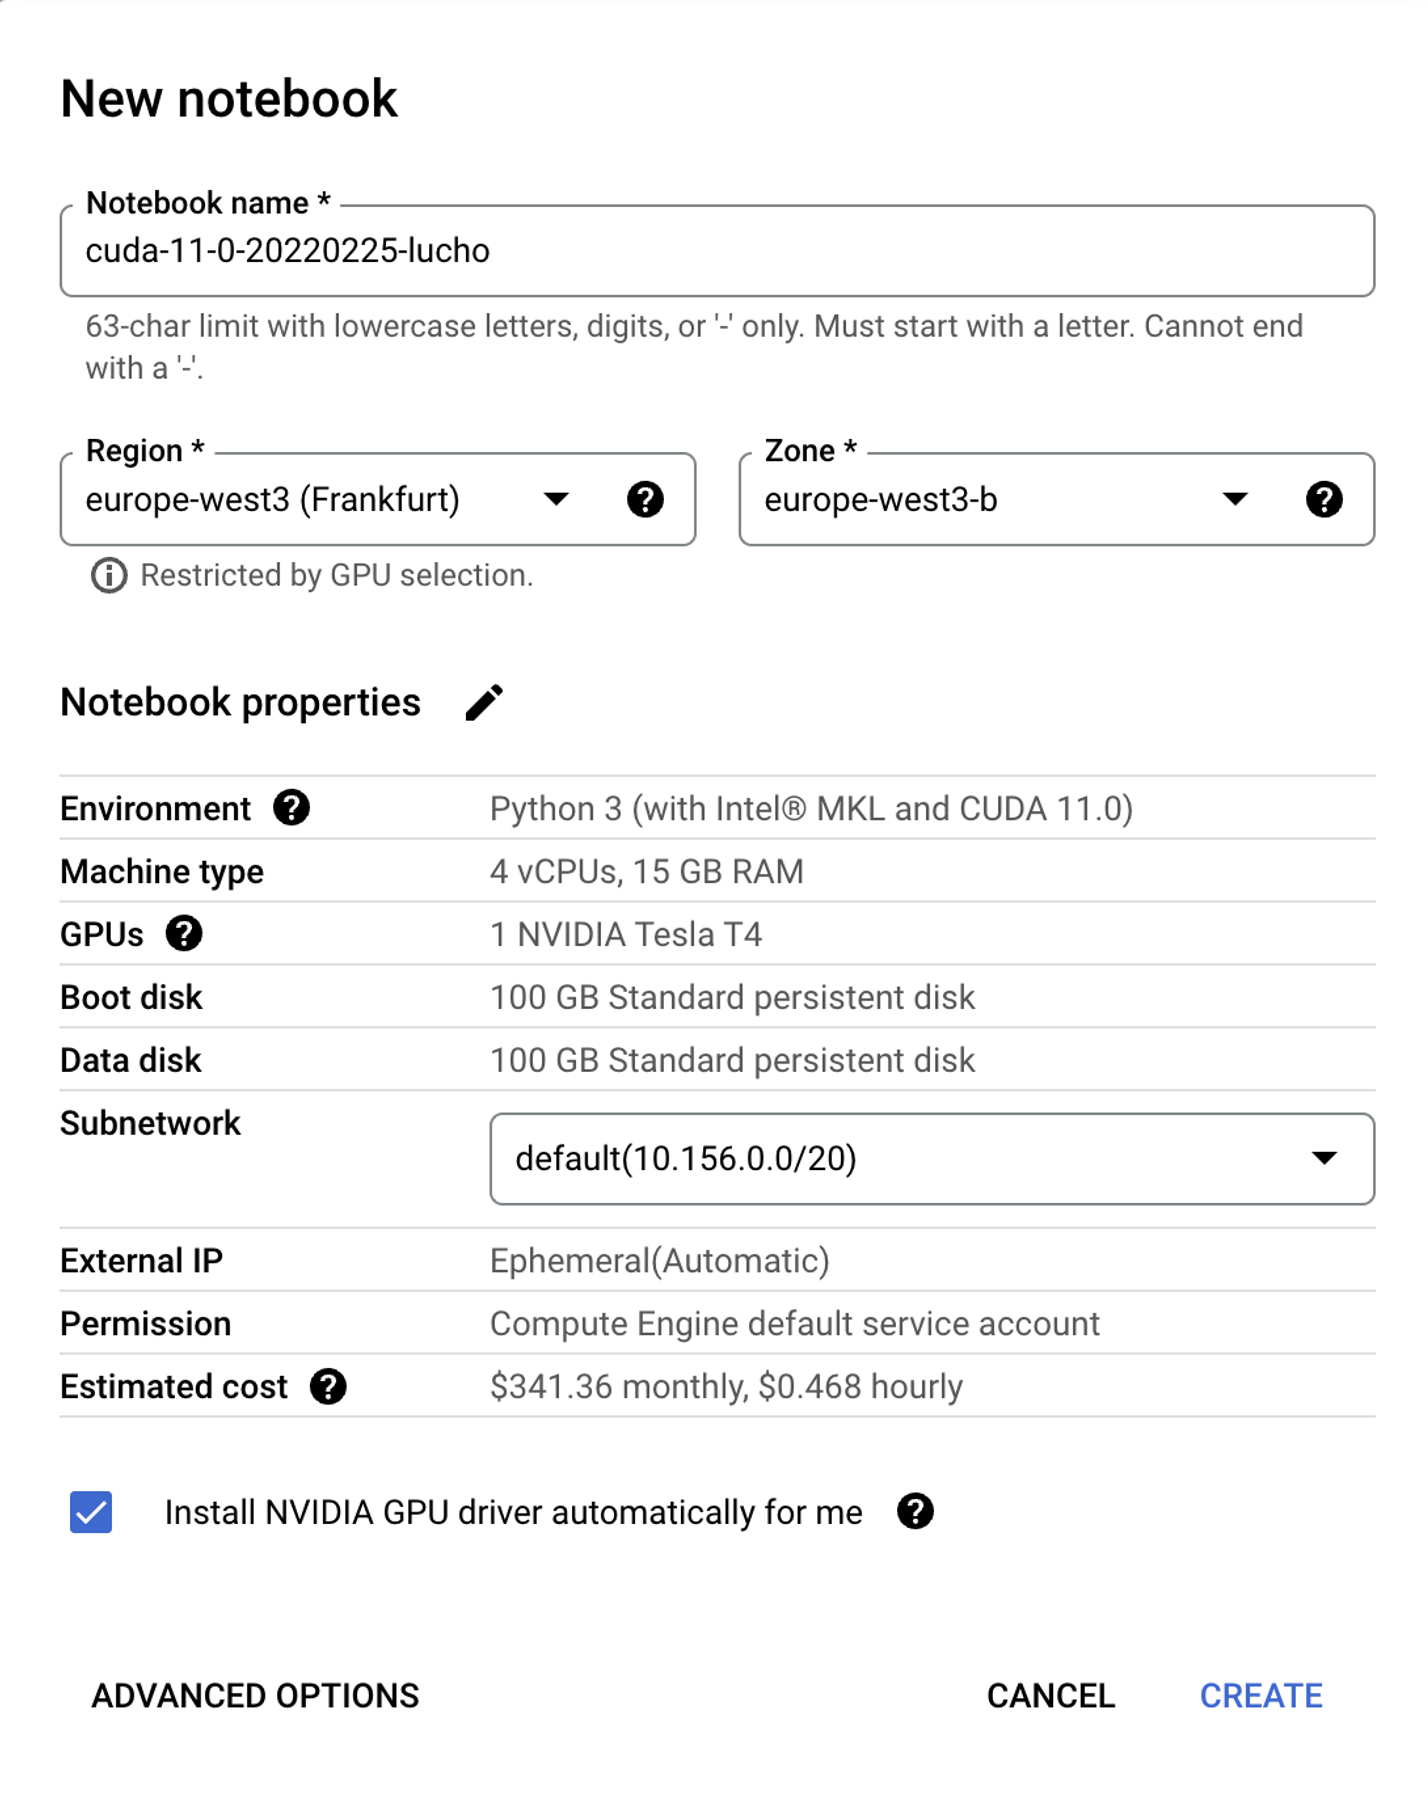 New notebook
Notebook name *
cuda-11-0-20220225-lucho
63-char limit with lowercase letters, digits, or '-' only. Must start with a letter. Cannot end
with a '-'.
Region *
europe-west3 (Frankfurt)
Zone *
europe-west3-b
Restricted by GPU selection.
Notebook properties
Environment Python 3 (with Intel® MKL and CUDA 11.0)
Machine type 4 vCPUs, 15 GB RAM
GPUs 1 NVIDIA Tesla T4
Boot disk 100 GB Standard persistent disk
Data disk 100 GB Standard persistent disk
Subnetwork
default(10.156.0.0/20)
External IP Ephemeral(Automatic)
Permission Compute Engine default service account
Estimated cost $341.36 monthly, $0.468 hourly
Install NVIDIA GPU driver automatically for me
ADVANCED OPTIONS CANCEL CREATE